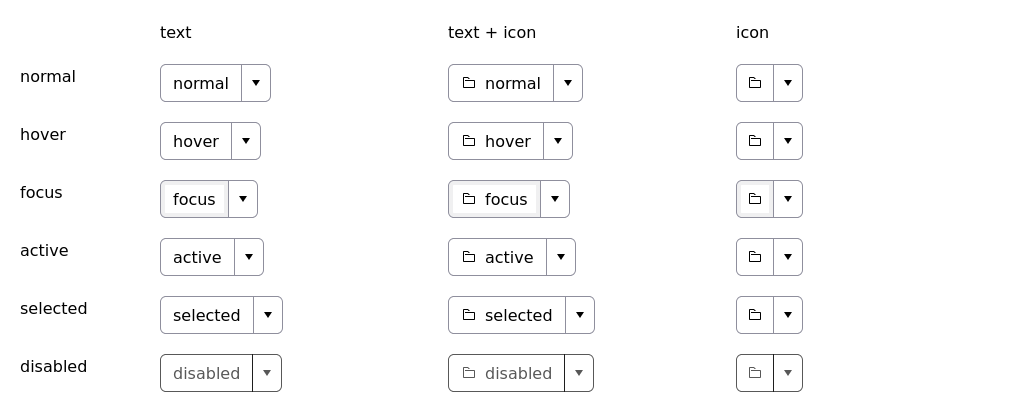 text text + icon icon
normal normal normal
hover hover hover
focus focus focus
active active active
selected selected selected
disabled disabled disabled